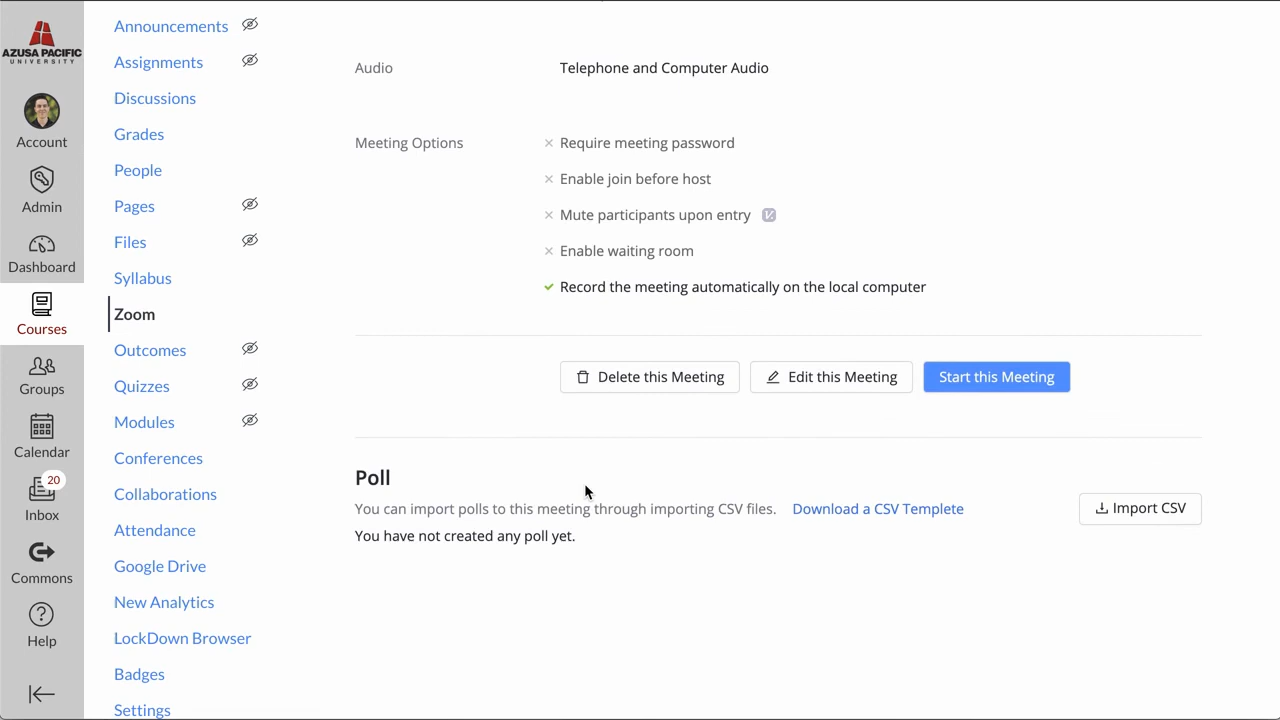 AZUSA PACIFIC
UNIVERSITY
Account
Admin
Dashboard
Courses
Groups
Calendar
20
Inbox
Commons
Help
Announcements
Assignments
Discussions
Grades
People
Pages
Files
Syllabus
Zoom
Outcomes
Quizzes
Modules
Conferences
Collaborations
Attendance
Google Drive
New Analytics
LockDown Browser
Badges
Settings
Audio Telephone and Computer Audio
Meeting Options Require meeting password
Enable join before host
Mute participants upon entry
Enable waiting room
Record the meeting automatically on the local computer
Delete this Meeting Edit this Meeting Start this Meeting
Poll
You can import polls to this meeting through importing CSV files. Download a CSV Templete Import CSV
You have not created any poll yet.